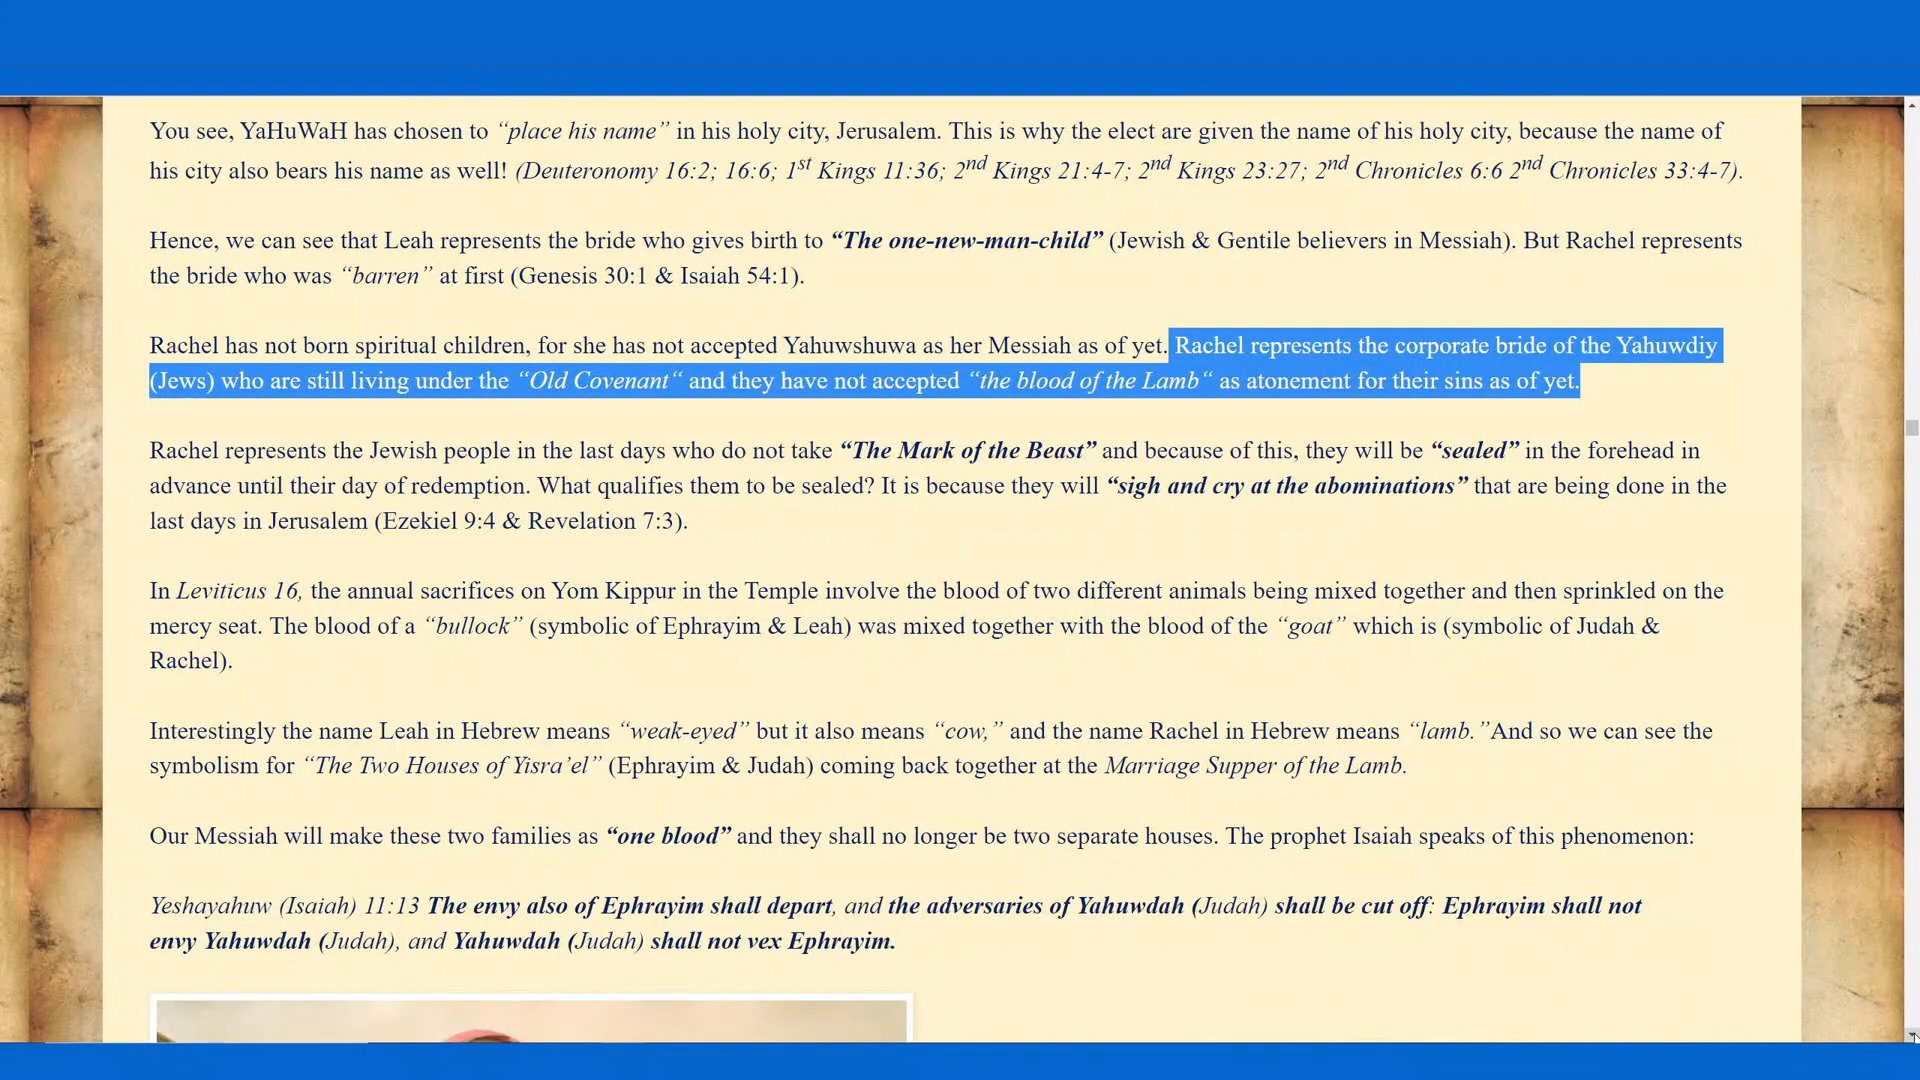 You see, YaHuWaH has chosen to “place his name” in his holy city, Jerusalem. This is why the elect are given the name of his holy city, because the name of
his city also bears his name as well! (Deuteronomy 16:2; 16:6; 1st Kings 11:36; 2nd Kings 21:4-7; 2nd Kings 23:27; 2nd Chronicles 6:6 2nd Chronicles 33:4-7).
Hence, we can see that Leah represents the bride who gives birth to “The one-new-man-child” (Jewish & Gentile believers in Messiah). But Rachel represents
the bride who was “barren” at first (Genesis 30:1 & Isaiah 54:1).
Rachel has not born spiritual children, for she has not accepted Yahuwshuwa as her Messiah as of yet. Rachel represents the corporate bride of the Yahuwdiy
(Jews) who are still living under the “Old Covenant“ and they have not accepted “the blood of the Lamb“ as atonement for their sins as of yet.
Rachel represents the Jewish people in the last days who do not take “The Mark of the Beast” and because of this, they will be “sealed” in the forehead in
advance until their day of redemption. What qualifies them to be sealed? It is because they will “sigh and cry at the abominations” that are being done in the
last days in Jerusalem (Ezekiel 9:4 & Revelation 7:3).
In Leviticus 16, the annual sacrifices on Yom Kippur in the Temple involve the blood of two different animals being mixed together and then sprinkled on the
mercy seat. The blood of a “bullock” (symbolic of Ephrayim & Leah) was mixed together with the blood of the “goat” which is (symbolic of Judah &
Rachel).
Interestingly the name Leah in Hebrew means “weak-eyed” but it also means “cow,” and the name Rachel in Hebrew means “lamb.”And so we can see the
symbolism for “The Two Houses of Yisra’el” (Ephrayim & Judah) coming back together at the Marriage Supper of the Lamb.
Our Messiah will make these two families as “one blood” and they shall no longer be two separate houses. The prophet Isaiah speaks of this phenomenon:
Yeshayahuw (Isaiah) 11:13 The envy also of Ephrayim shall depart, and the adversaries of Yahuwdah (Judah) shall be cut off: Ephrayim shall not
envy Yahuwdah (Judah), and Yahuwdah (Judah) shall not vex Ephrayim.